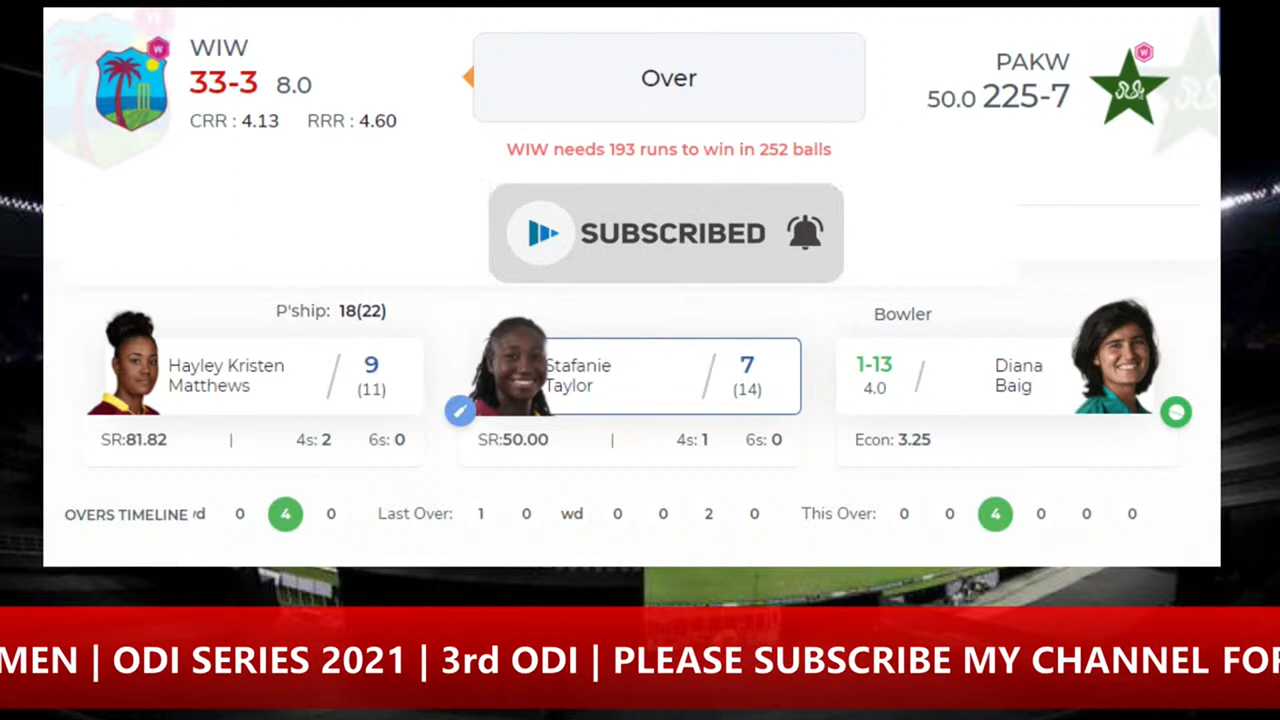 WIW
33-3 8.0
CRR : 4.13 RRR : 4.60
Over
PAKW
50.0 225-7
WIW needs 193 runs to win in 252 balls
SUBSCRIBED
P'ship: 18(22)
Hayley Kristen
Matthews
9
(11)
SR:81.82 | 4s: 2 6s: 0
Stafanie
Taylor
7
(14)
SR:50.00 | 4s: 1 6s: 0
Bowler
1-13
4.0
Diana
Baig
Econ: 3.25
OVERS TIMELINE d 0 4 0 Last Over: 1 0 wd 0 0 2 0 This Over: 0 0 4 0 0 0
MEN | ODI SERIES 2021 | 3rd ODI | PLEASE SUBSCRIBE MY CHANNEL FOR